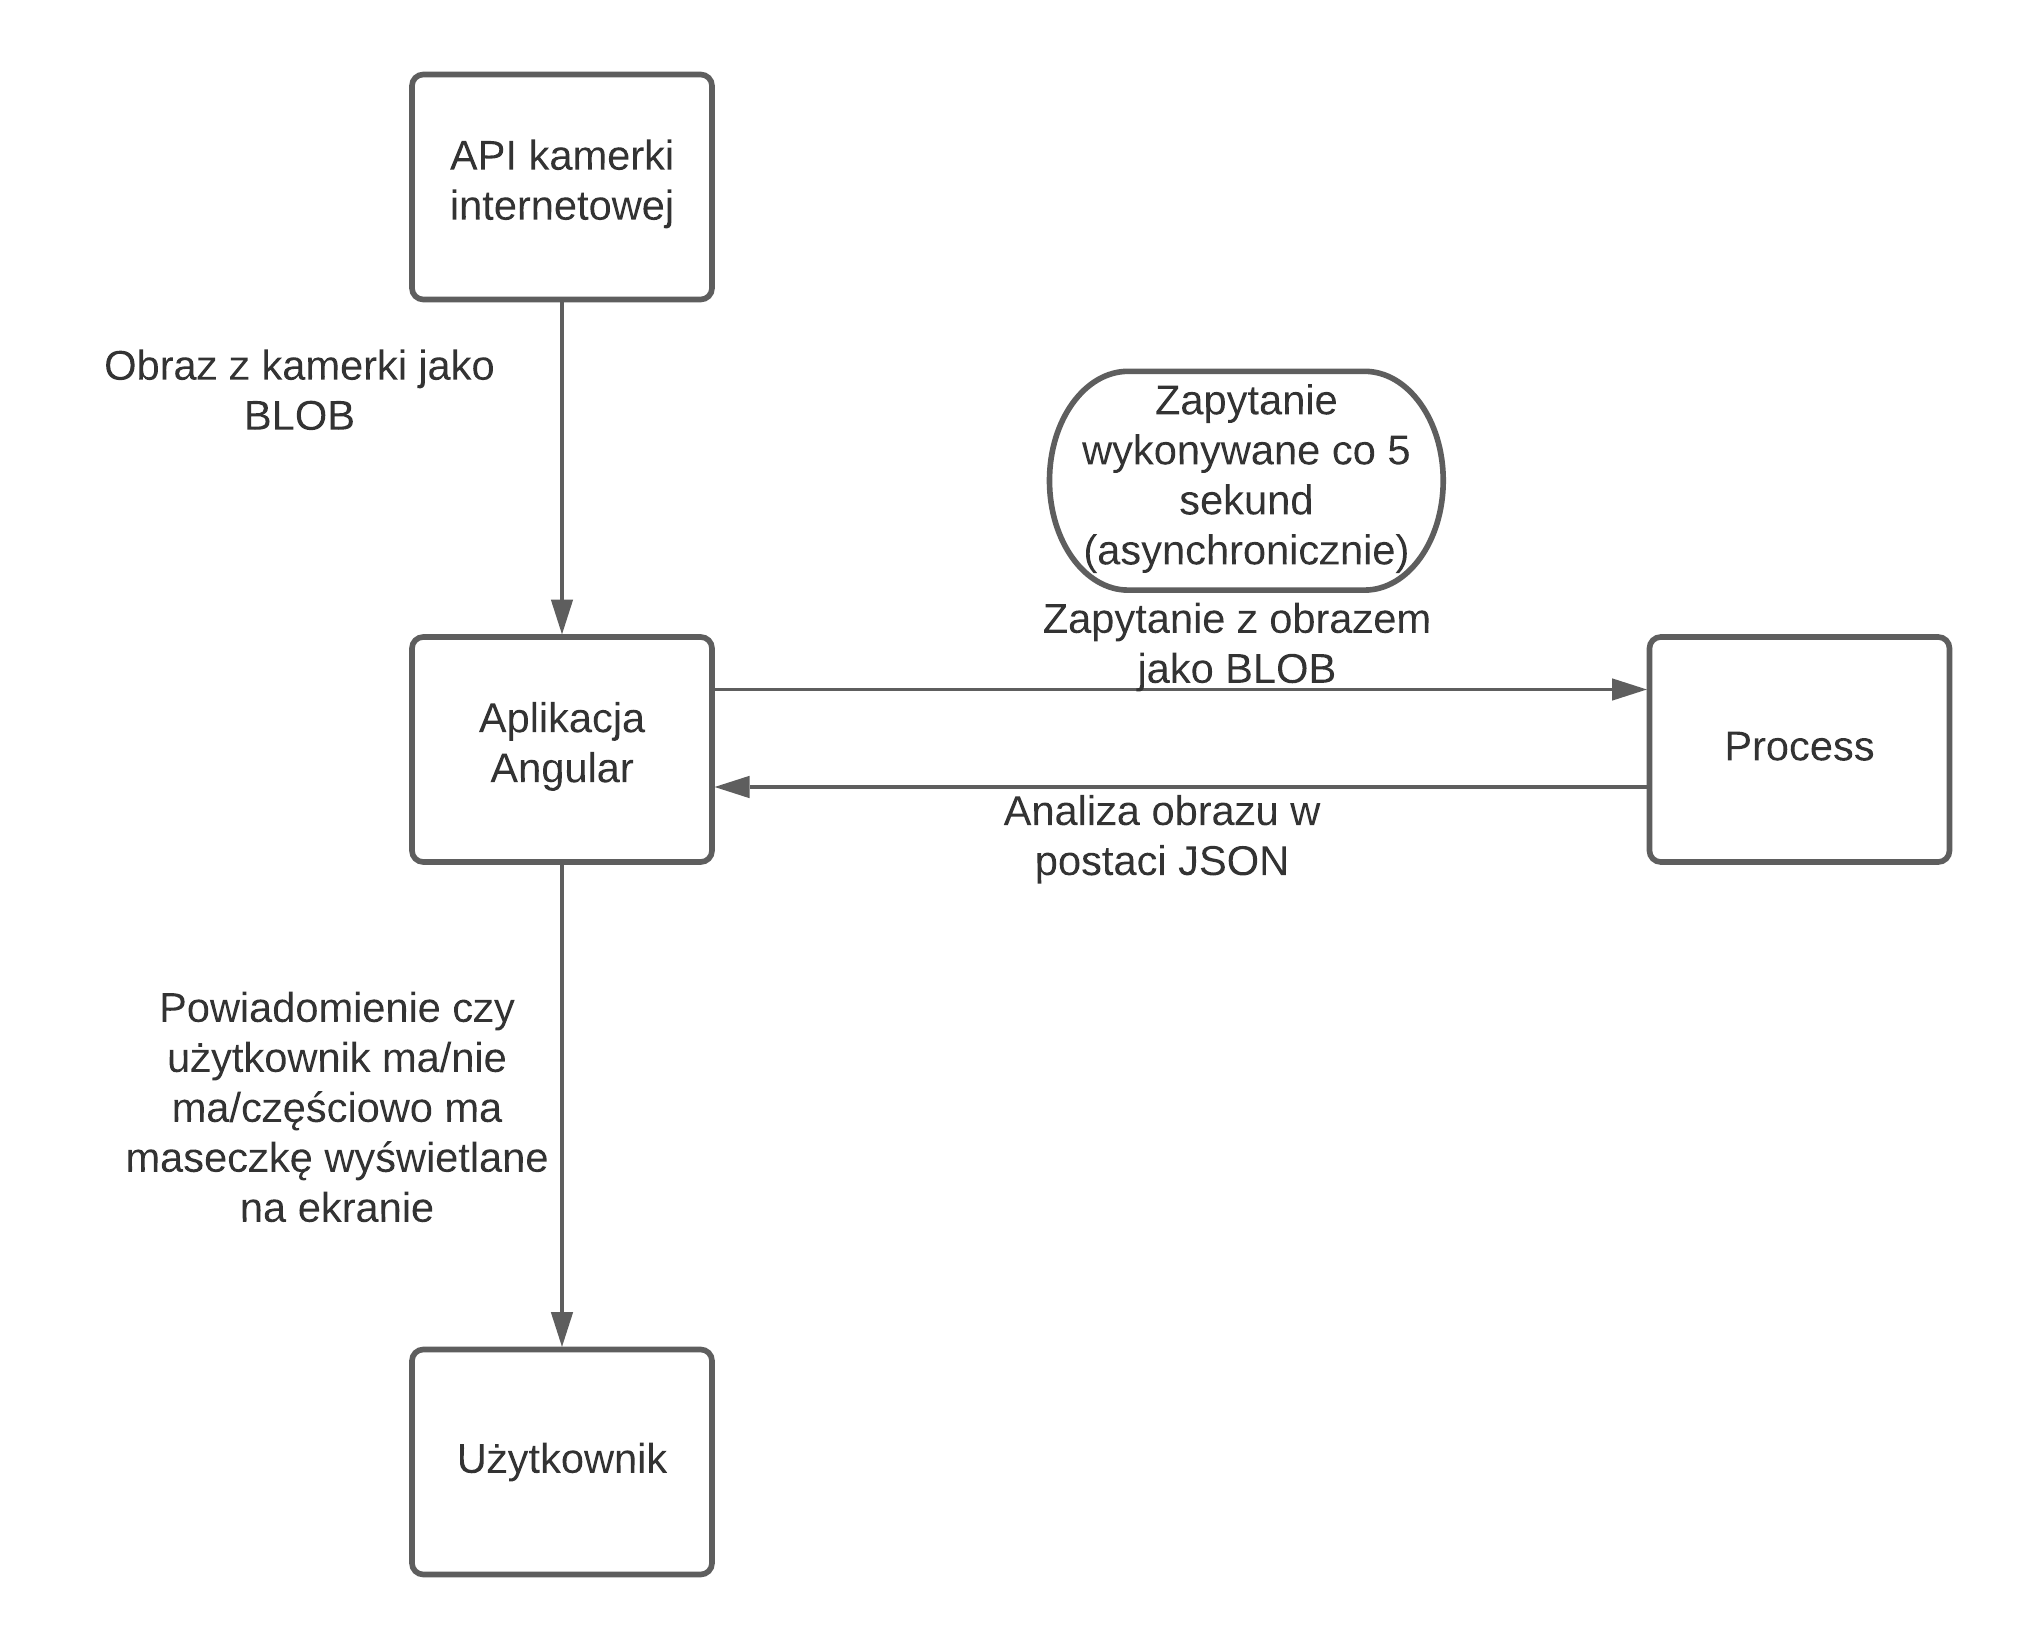 API kamerki
internetowej
Obraz z kamerki jako
BLOB
Zapytanie
wykonywane co 5
sekund
(asynchronicznie)
Zapytanie z obrazem
jako BLOB
Aplikacja
Angular
Process
Analiza obrazu w
postaci JSON
Powiadomienie czy
użytkownik ma/nie
ma/częściowo ma
maseczkę wyświetlane
na ekranie
Użytkownik